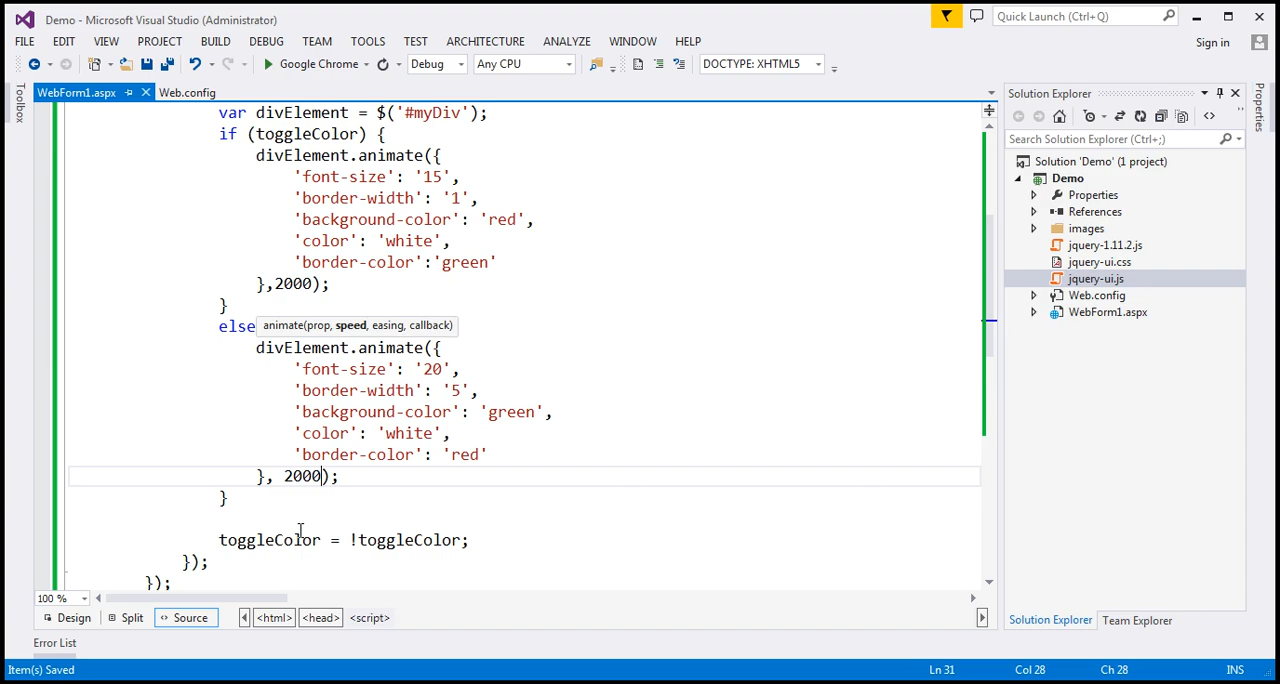 Demo - Microsoft Visual Studio (Administrator)
Quick Launch (Ctrl+Q)
FILE EDIT VIEW PROJECT BUILD DEBUG TEAM TOOLS TEST ARCHITECTURE ANALYZE WINDOW HELP
Sign in
Google Chrome
Debug
Any CPU
DOCTYPE: XHTML5
Toolbox
WebForm1.aspx
Web.config
var divElement = $('#myDiv');
if (toggleColor) {
divElement.animate({
'font-size': '15',
'border-width': '1',
'background-color': 'red',
'color': 'white',
'border-color':'green'
},2000);
}
else
animate(prop, speed, easing, callback)
divElement.animate({
'font-size': '20',
'border-width': '5',
'background-color': 'green',
'color': 'white',
'border-color': 'red'
}, 2000);
}
toggleColor = !toggleColor;
});
});
100 %
Design
Split
Source
<html>
<head>
<script>
Solution Explorer
Search Solution Explorer (Ctrl+;)
Solution 'Demo' (1 project)
Demo
Properties
References
images
jquery-1.11.2.js
jquery-ui.css
jquery-ui.js
Web.config
WebForm1.aspx
Solution Explorer
Team Explorer
Properties
Error List
Item(s) Saved
Ln 31
Col 28
Ch 28
INS